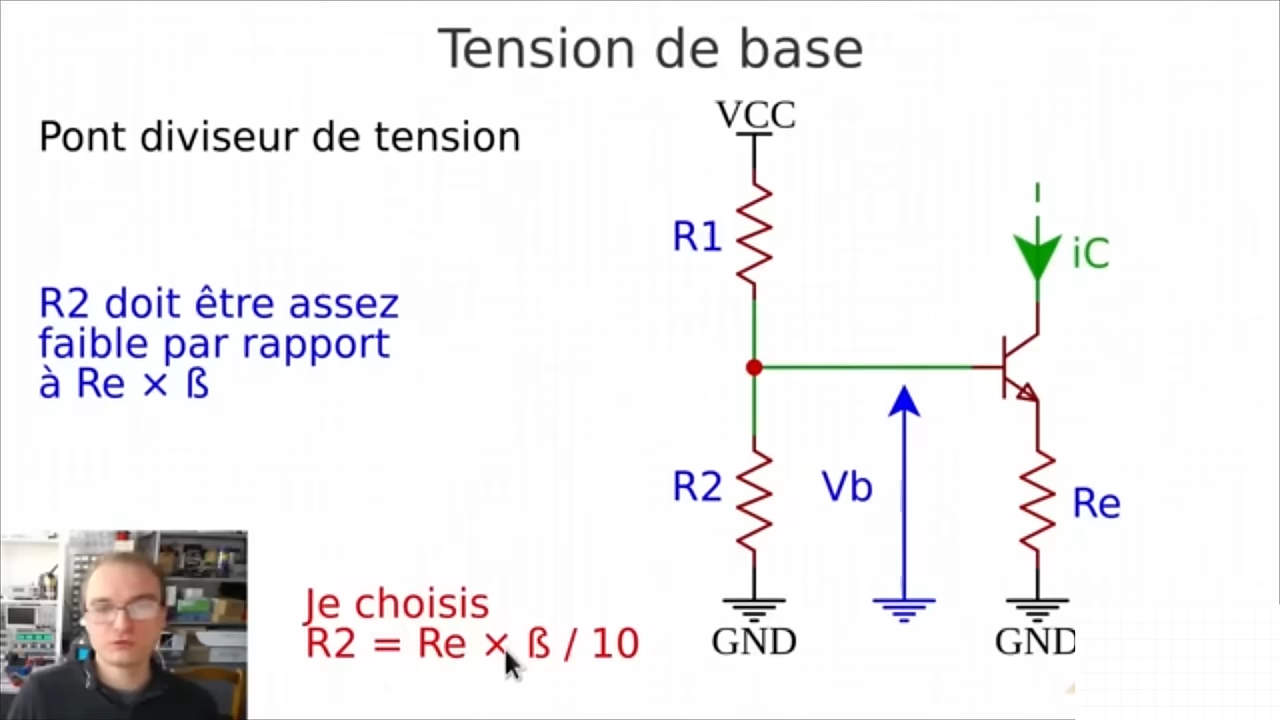 Tension de base
Pont diviseur de tension
VCC
R1
iC
R2 doit être assez
faible par rapport
à Re × ß
R2
Vb
Re
Je choisis
R2 = Re × ß / 10
GND
GND